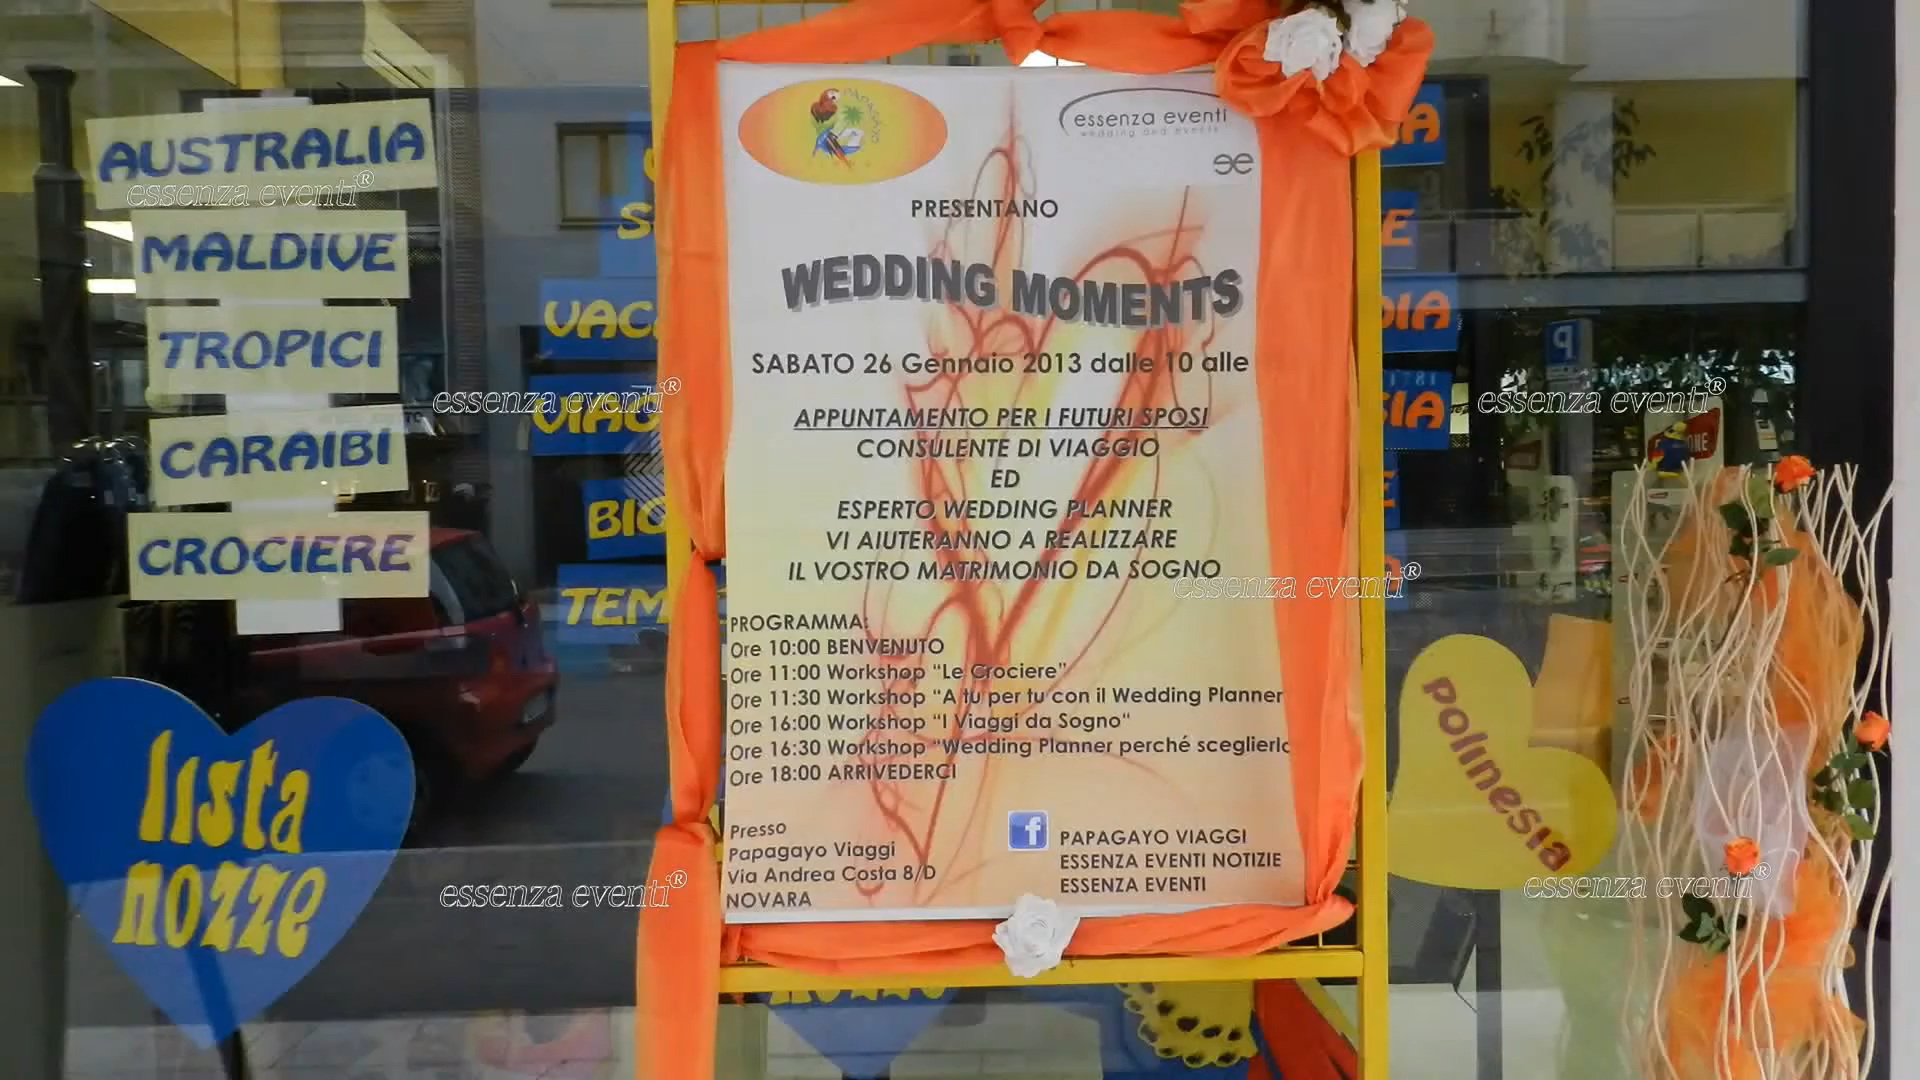 AUSTRALIA
MALDIVE
TROPICI
CARAIBI
CROCIERE
lista
nozze
PAPAGAYO
essenza eventi
wedding and events
PRESENTANO
WEDDING MOMENTS
SABATO 26 Gennaio 2013 dalle 10 alle
APPUNTAMENTO PER I FUTURI SPOSI
CONSULENTE DI VIAGGIO
ED
ESPERTO WEDDING PLANNER
VI AIUTERANNO A REALIZZARE
IL VOSTRO MATRIMONIO DA SOGNO
PROGRAMMA:
Ore 10:00 BENVENUTO
Ore 11:00 Workshop “Le Crociere”
Ore 11:30 Workshop “A tu per tu con il Wedding Planner
Ore 16:00 Workshop “I Viaggi da Sogno“
Ore 16:30 Workshop “Wedding Planner perché sceglierlo
Ore 18:00 ARRIVEDERCI
Presso
Papagayo Viaggi
Via Andrea Costa 8/D
NOVARA
f
PAPAGAYO VIAGGI
ESSENZA EVENTI NOTIZIE
ESSENZA EVENTI
Polinesia
P
essenza eventi®
essenza eventi®
essenza eventi®
essenza eventi®
essenza eventi®
essenza eventi®